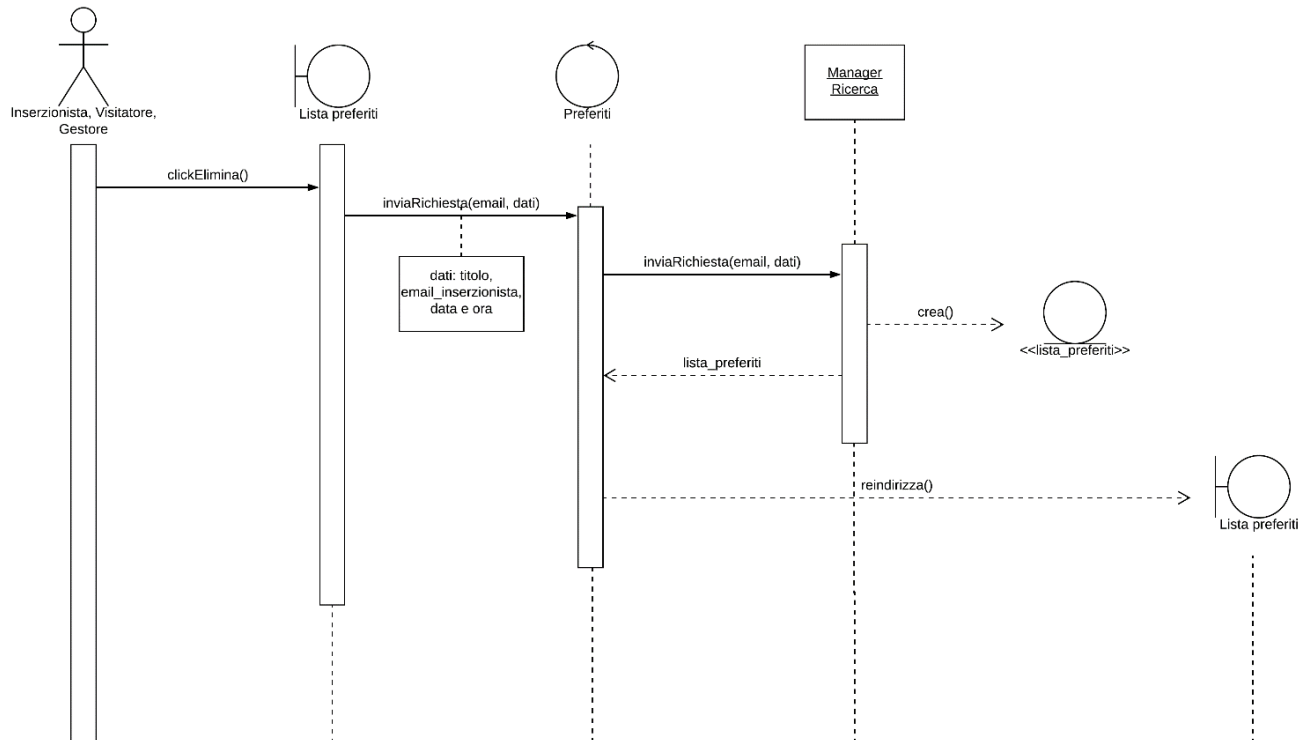 Inserzionista, Visitatore,
Gestore
Lista preferiti
Preferiti
Manager
Ricerca
clickElimina()
inviaRichiesta(email, dati)
dati: titolo,
email_inserzionista,
data e ora
inviaRichiesta(email, dati)
crea()
<<lista_preferiti>>
lista_preferiti
reindirizza()
Lista preferiti